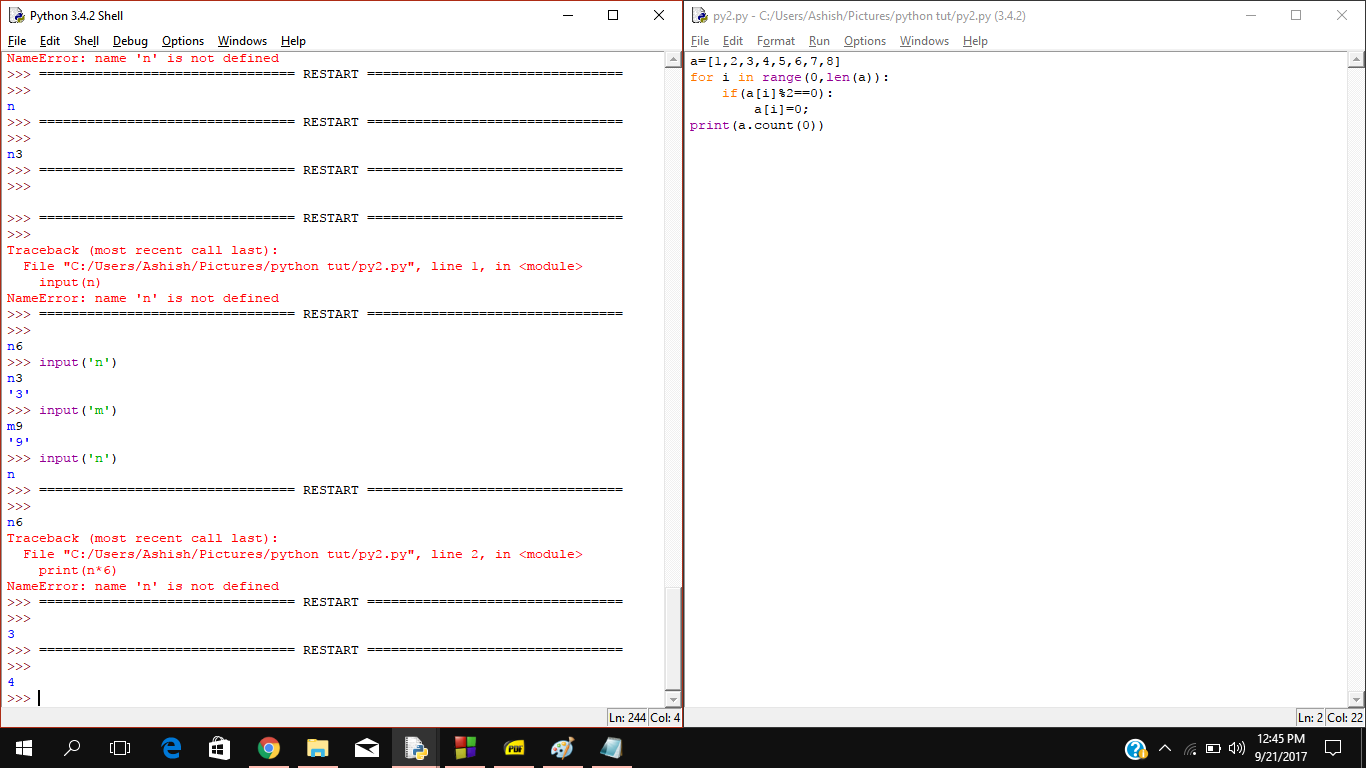 Python 3.4.2 Shell
File Edit Shell Debug Options Windows Help
NameError: name 'n' is not defined
>>> ================================ RESTART ================================
>>>
n
>>> ================================ RESTART ================================
>>>
n3
>>> ================================ RESTART ================================
>>>
>>> ================================ RESTART ================================
>>>
Traceback (most recent call last):
  File "C:/Users/Ashish/Pictures/python tut/py2.py", line 1, in <module>
    input(n)
NameError: name 'n' is not defined
>>> ================================ RESTART ================================
>>>
n6
>>> input('n')
n3
'3'
>>> input('m')
m9
'9'
>>> input('n')
n
>>> ================================ RESTART ================================
>>>
n6
Traceback (most recent call last):
  File "C:/Users/Ashish/Pictures/python tut/py2.py", line 2, in <module>
    print(n*6)
NameError: name 'n' is not defined
>>> ================================ RESTART ================================
>>>
3
>>> ================================ RESTART ================================
>>>
4
>>>
Ln: 244 Col: 4
py2.py - C:/Users/Ashish/Pictures/python tut/py2.py (3.4.2)
File Edit Format Run Options Windows Help
a=[1,2,3,4,5,6,7,8]
for i in range(0,len(a)):
    if(a[i]%2==0):
        a[i]=0;
print(a.count(0))
Ln: 2 Col: 22
PDF
12:45 PM
9/21/2017